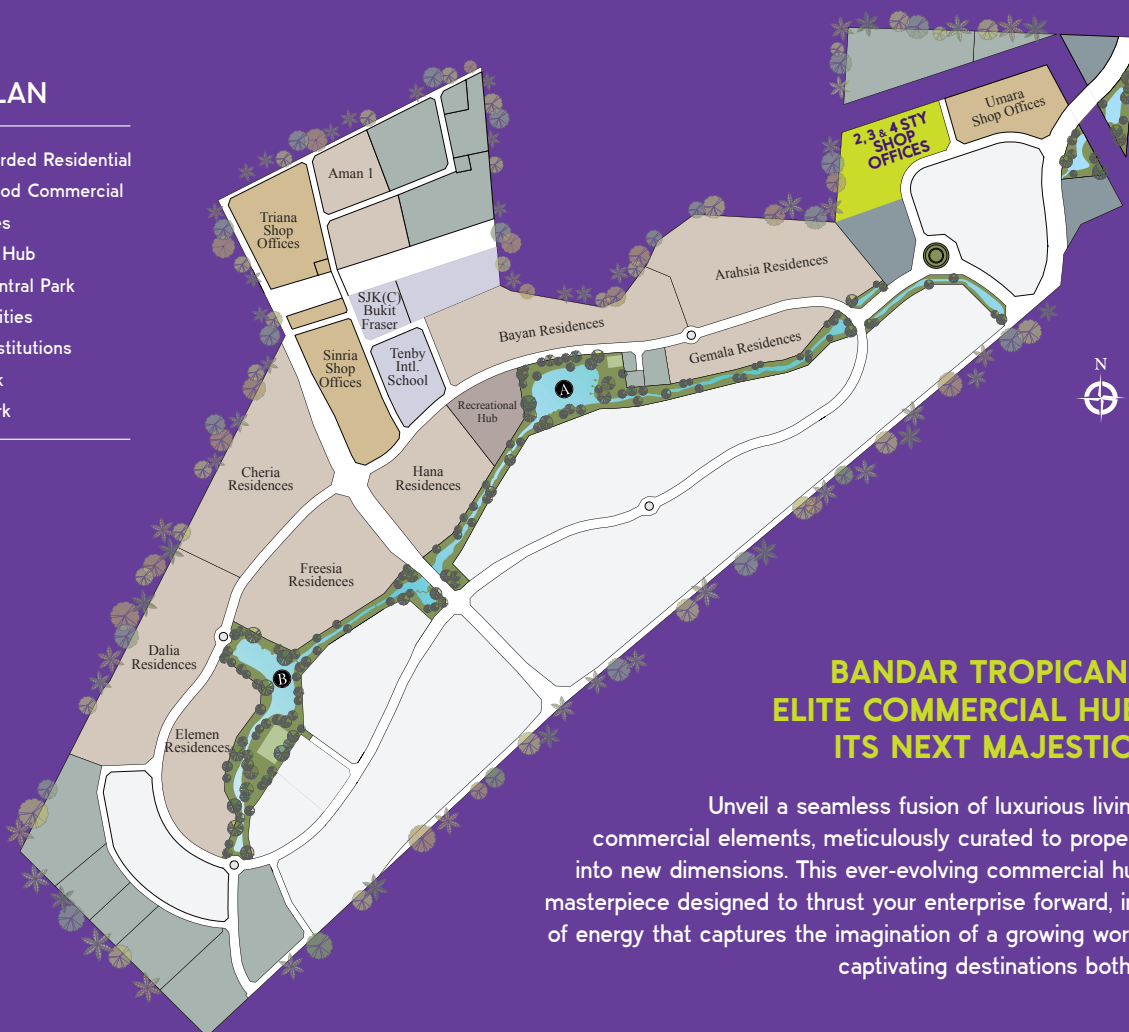 LAN
rded Residential
od Commercial
es
Hub
ntral Park
ities
stitutions
k
rk
2, 3 & 4 STY
SHOP
OFFICES
Umara
Shop Offices
Aman 1
Triana
Shop
Offices
SJK(C)
Bukit
Fraser
Arahsia Residences
Bayan Residences
Gemala Residences
Sinria
Shop
Offices
Tenby
Intl.
School
A
Recreational
Hub
N
Cheria
Residences
Hana
Residences
Freesia
Residences
Dalia
Residences
B
Elemen
Residences
BANDAR TROPICAN
ELITE COMMERCIAL HUB
ITS NEXT MAJESTIC
Unveil a seamless fusion of luxurious livin
commercial elements, meticulously curated to prope
into new dimensions. This ever-evolving commercial hu
masterpiece designed to thrust your enterprise forward, in
of energy that captures the imagination of a growing wor
captivating destinations both